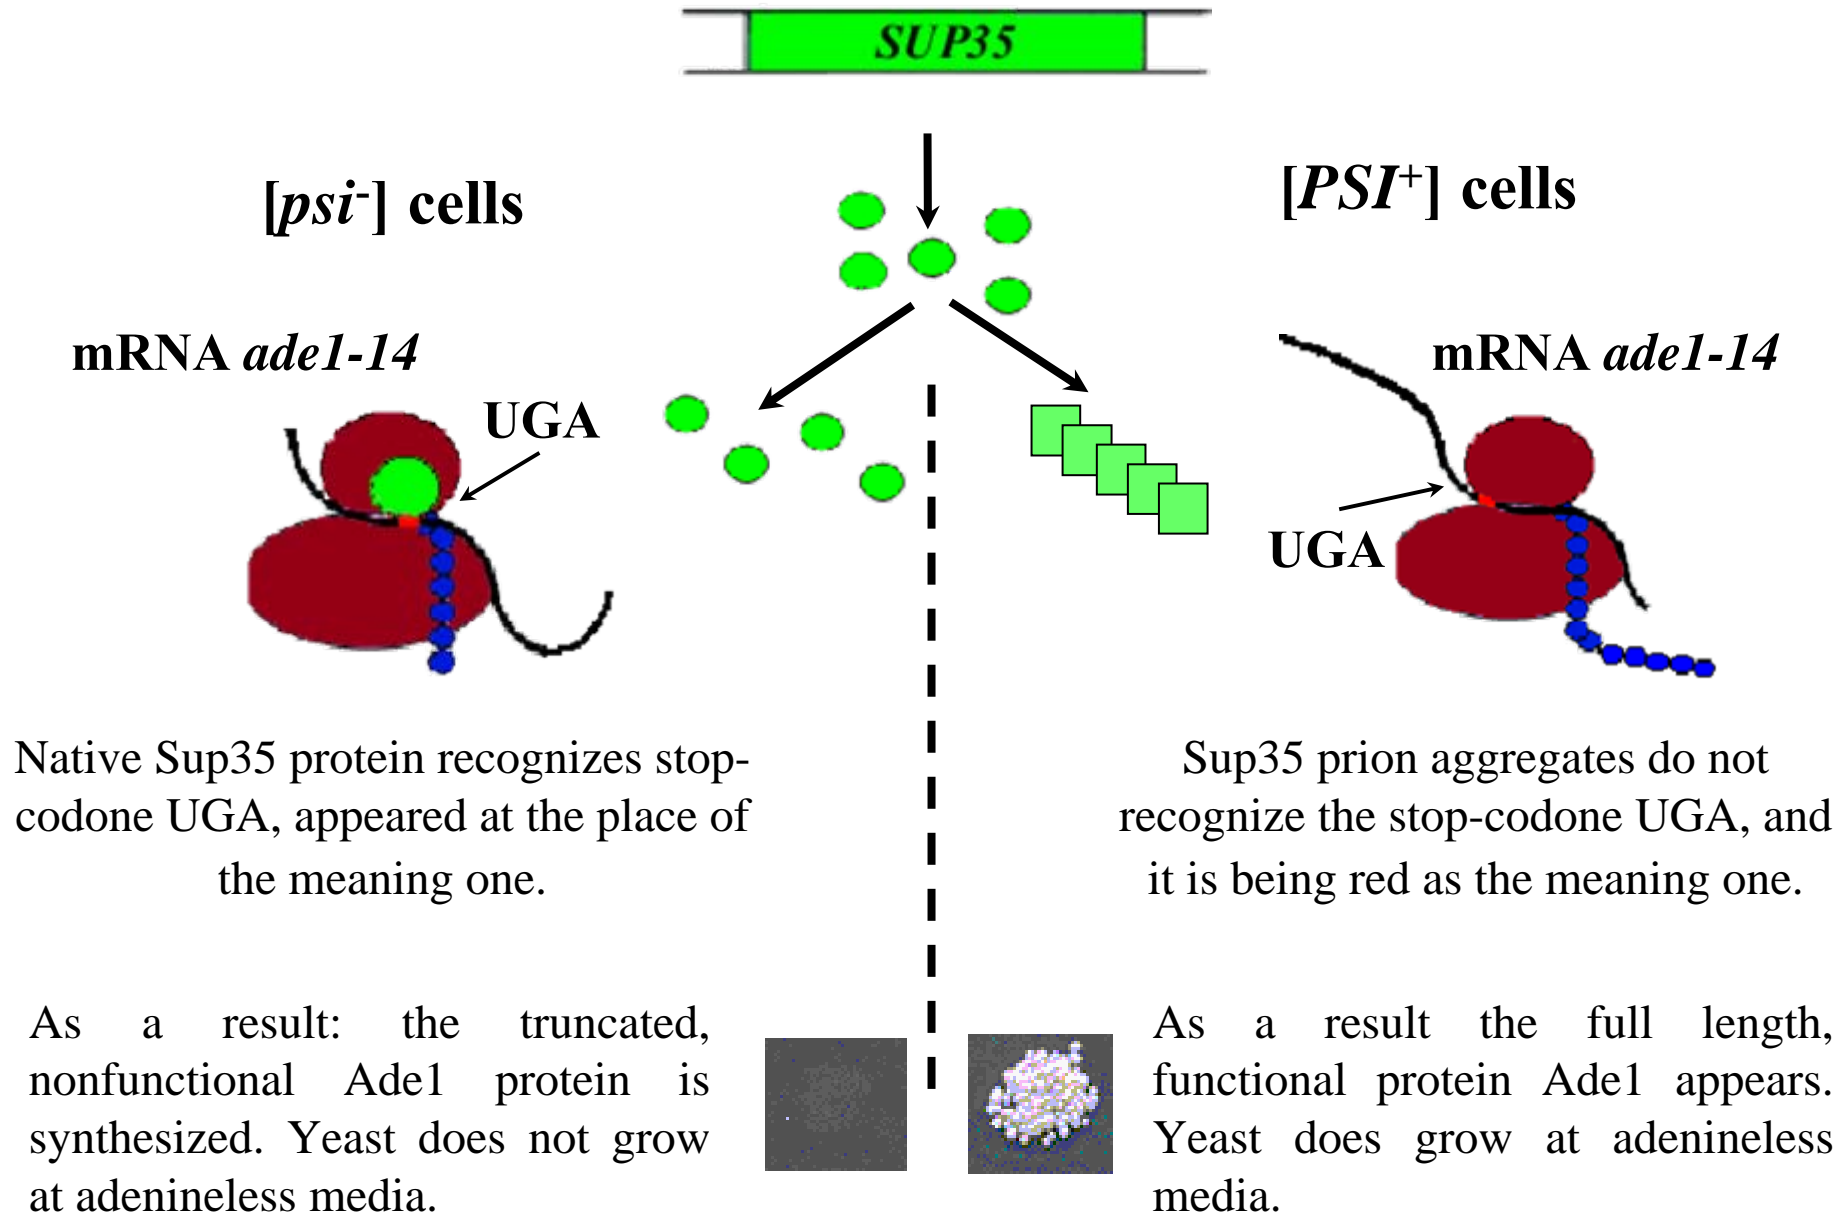 SUP35
[psi-] cells
[PSI+] cells
mRNA ade1-14
mRNA ade1-14
UGA
UGA
Native Sup35 protein recognizes stop-
codone UGA, appeared at the place of
the meaning one.
Sup35 prion aggregates do not
recognize the stop-codone UGA, and
it is being red as the meaning one.
As a result: the truncated,
nonfunctional Ade1 protein is
synthesized. Yeast does not grow
at adenineless media.
As a result the full length,
functional protein Ade1 appears.
Yeast does grow at adenineless
media.